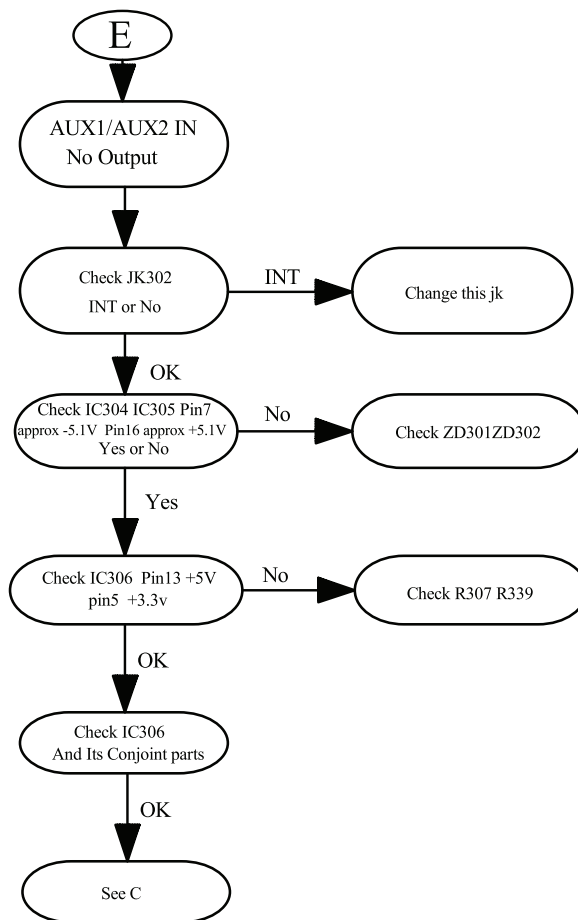 E
AUX1/AUX2 IN
No Output
Check JK302
INT or No
INT
Change this jk
OK
Check IC304 IC305 Pin7
approx -5.1V Pin16 approx +5.1V
Yes or No
No
Check ZD301ZD302
Yes
Check IC306 Pin13 +5V
pin5 +3.3v
No
Check R307 R339
OK
Check IC306
And Its Conjoint parts
OK
See C